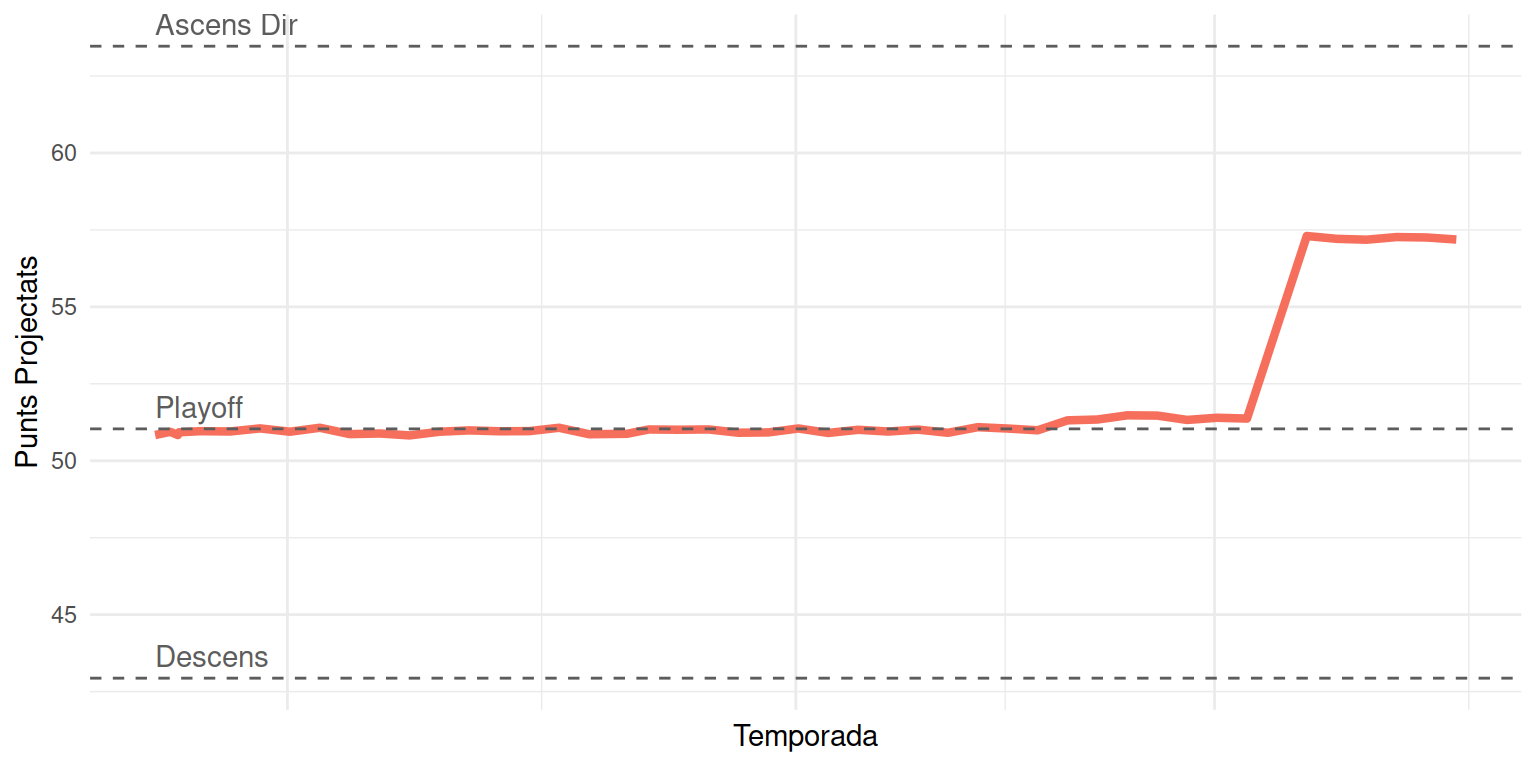 Ascens Dir
60
55
Playoff
50
45
Descens
Punts Projectats
Temporada